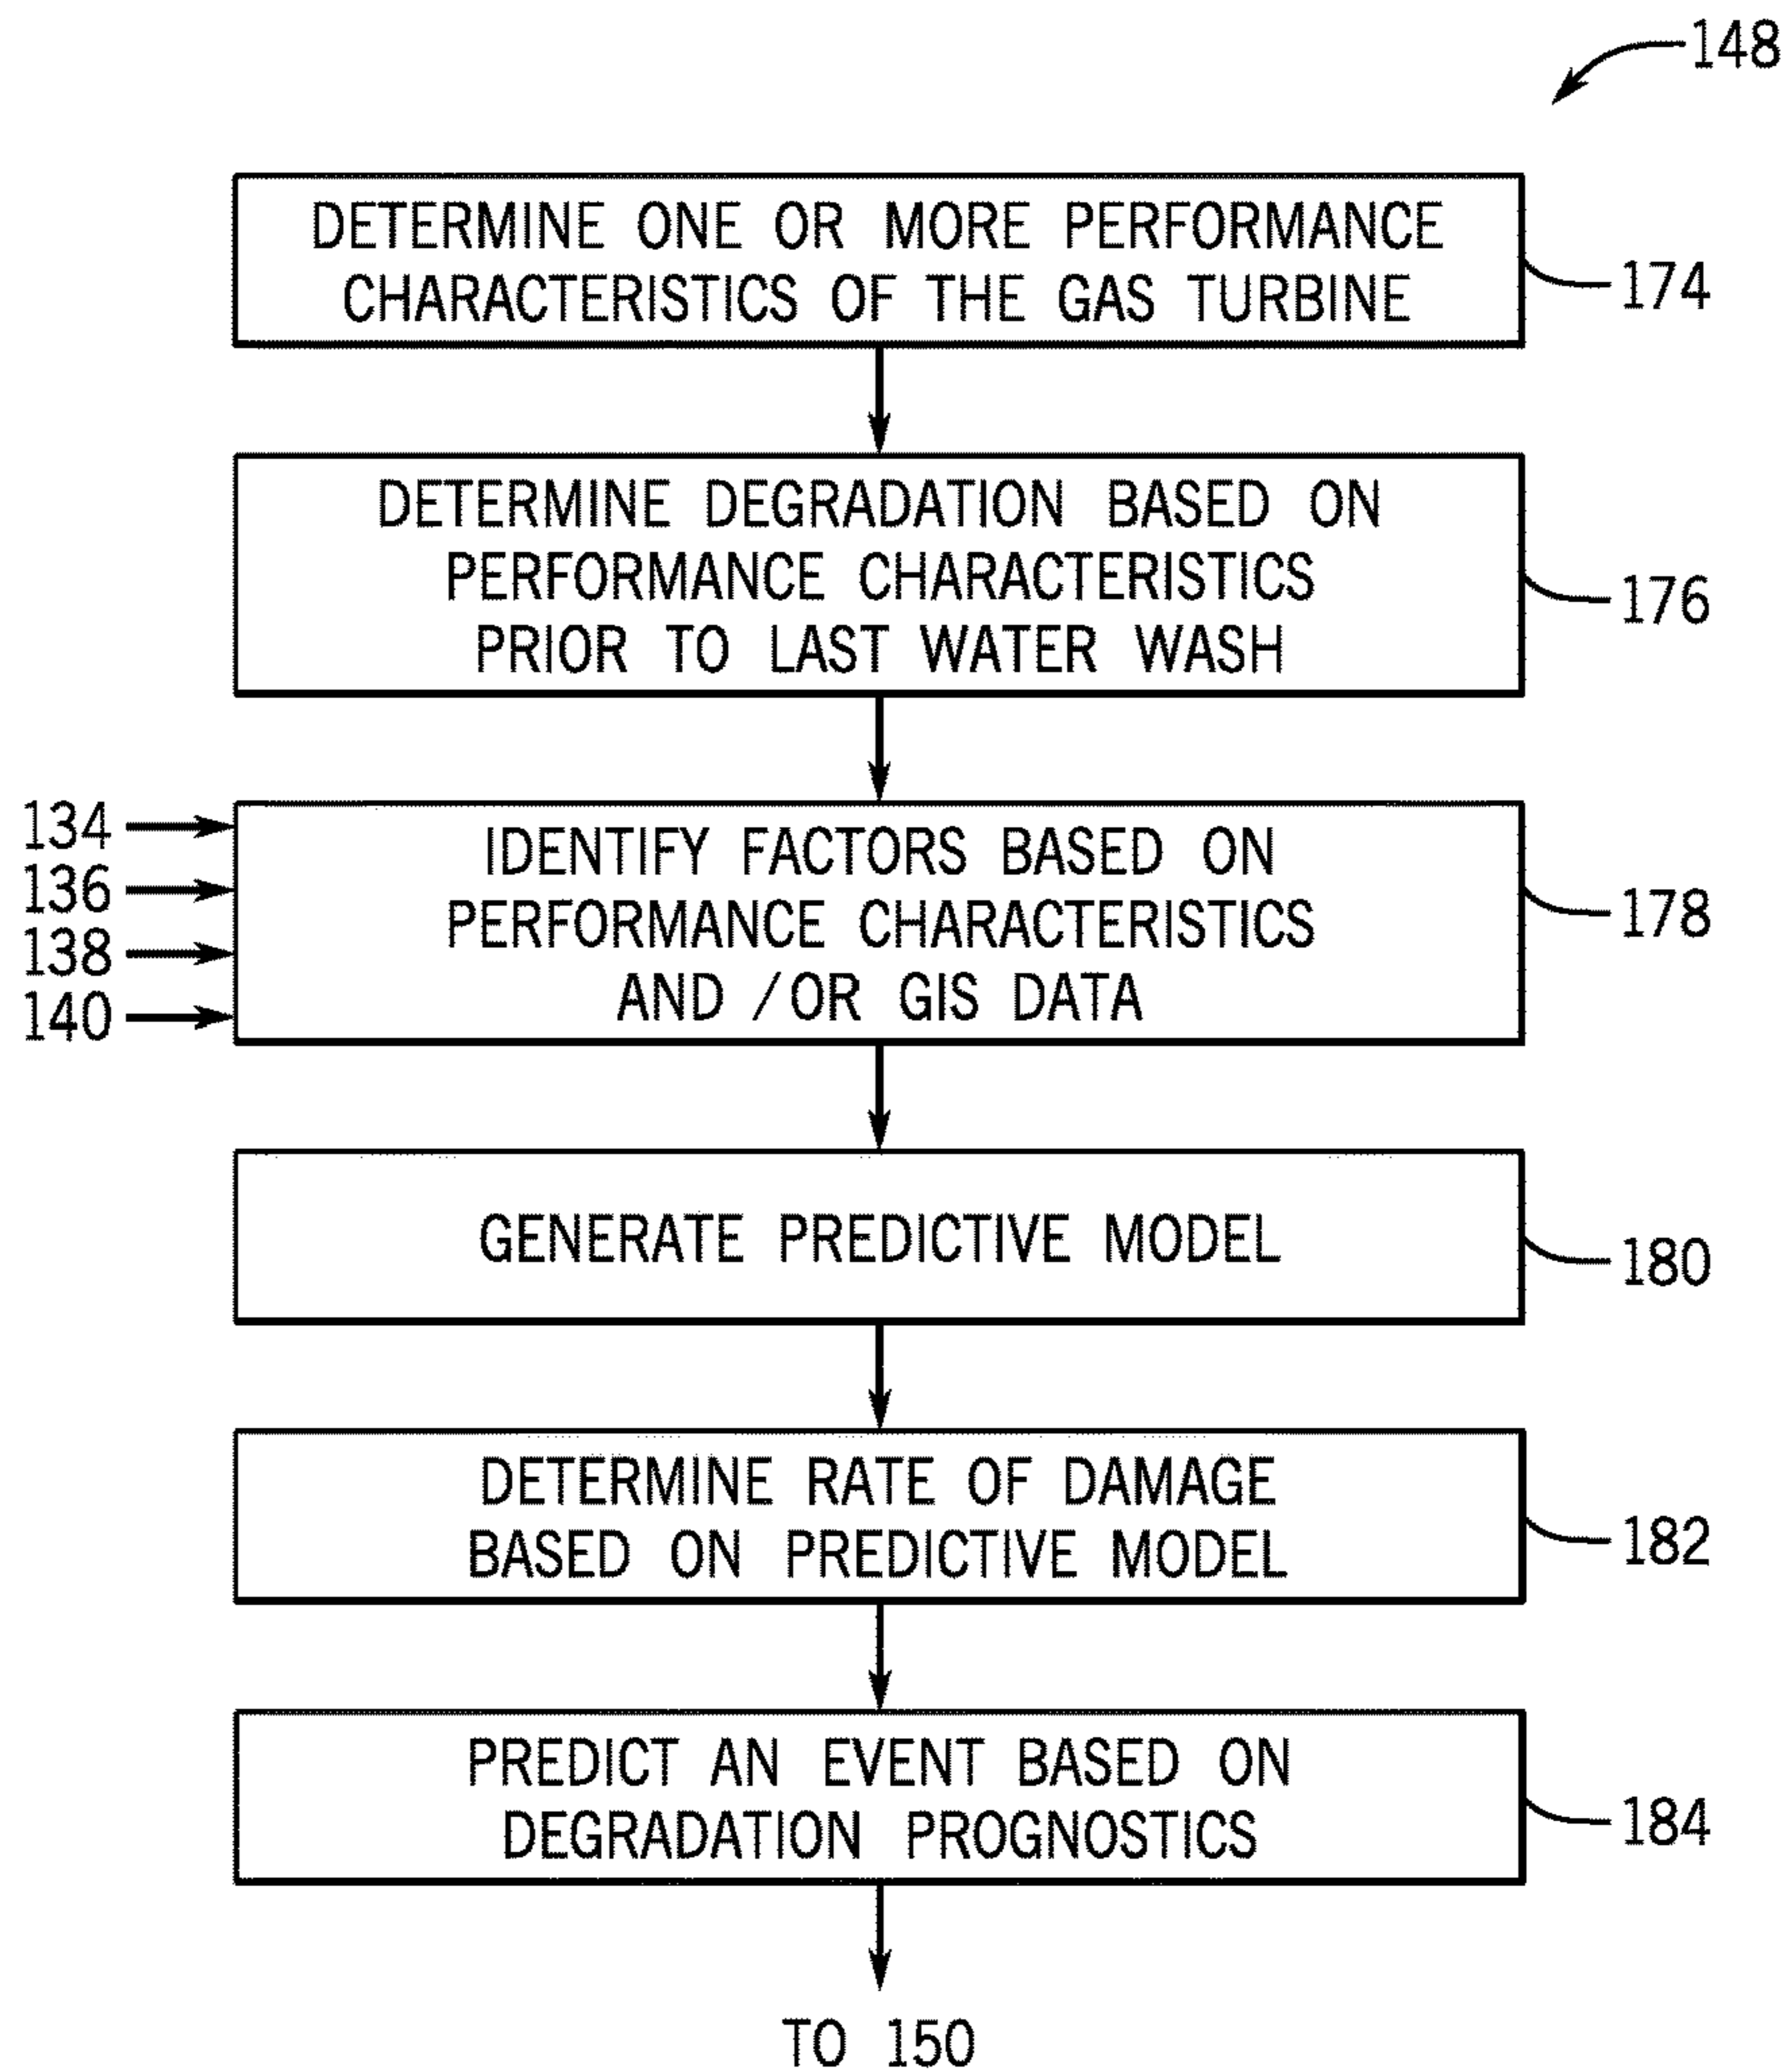 148
DETERMINE ONE OR MORE PERFORMANCE
CHARACTERISTICS OF THE GAS TURBINE
174
DETERMINE DEGRADATION BASED ON
PERFORMANCE CHARACTERISTICS
PRIOR TO LAST WATER WASH
176
134
136
138
140
IDENTIFY FACTORS BASED ON
PERFORMANCE CHARACTERISTICS
AND /OR GIS DATA
178
GENERATE PREDICTIVE MODEL
180
DETERMINE RATE OF DAMAGE
BASED ON PREDICTIVE MODEL
182
PREDICT AN EVENT BASED ON
DEGRADATION PROGNOSTICS
184
TO 150